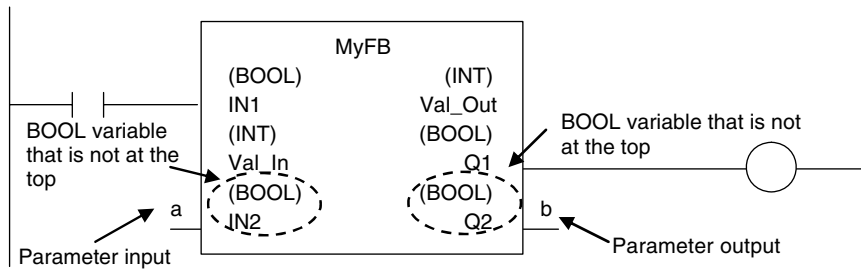 MyFB
(BOOL) (INT)
IN1 Val_Out
(INT) (BOOL)
Val_In Q1
(BOOL) (BOOL)
IN2 Q2
BOOL variable
that is not at the
top
BOOL variable that is not
at the top
a
b
Parameter input
Parameter output